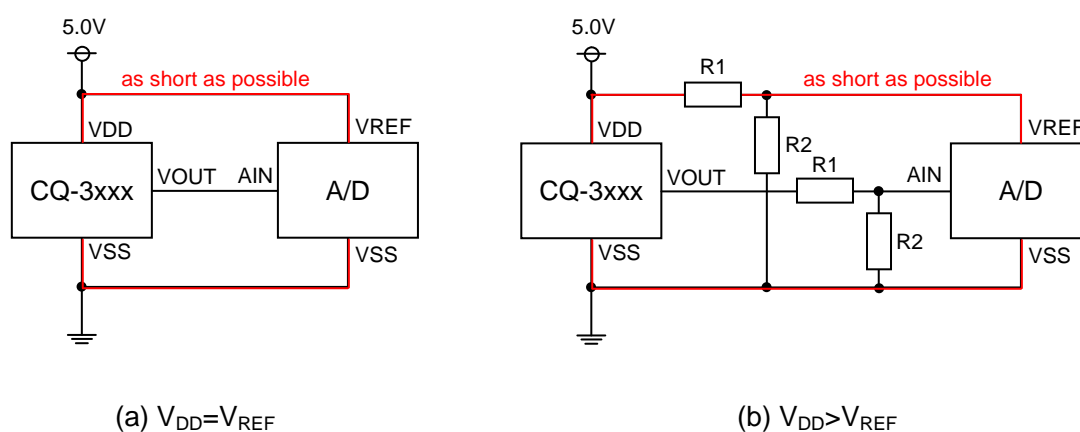 5.0V
as short as possible
VDD
VREF
CQ-3xxx
VOUT
AIN
A/D
VSS
VSS
(a) VDD=VREF
5.0V
R1
as short as possible
VDD
R2
VREF
CQ-3xxx
VOUT
R1
AIN
A/D
R2
VSS
VSS
(b) VDD>VREF